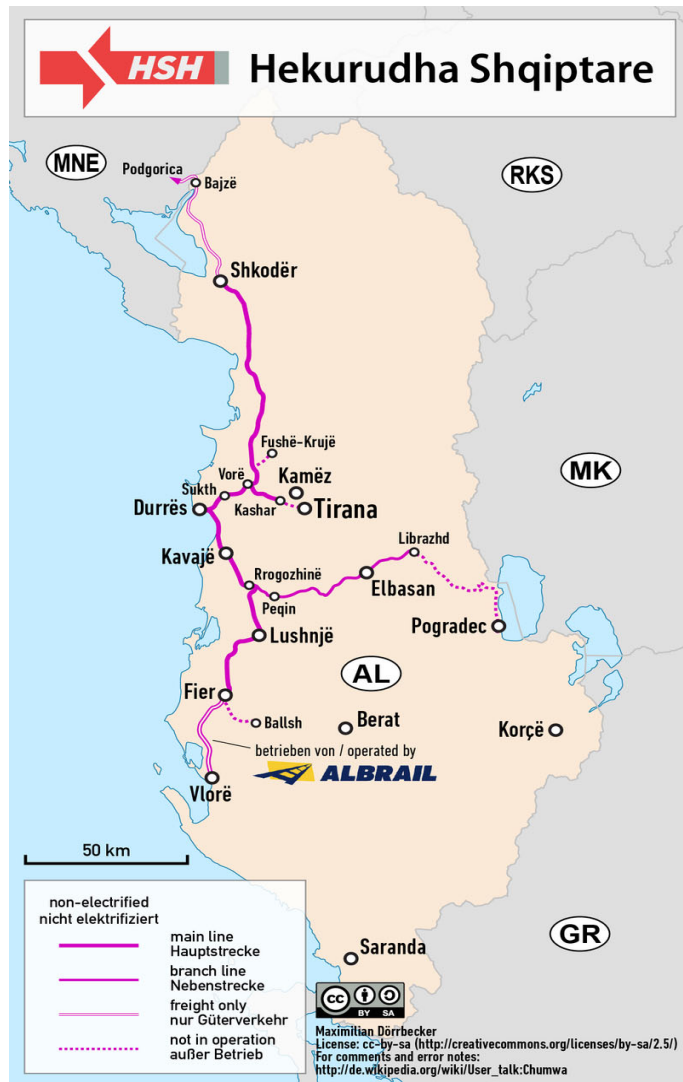 HSH Hekurudha Shqiptare
MNE
Podgorica
Bajzë
RKS
Shkodër
Fushë-Krujë
MK
Vorë
Kamëz
Sukth
Kashar
Durrës
Tirana
Librazhd
Kavajë
Rrogozhinë
Elbasan
Peqin
Pogradec
Lushnjë
AL
Fier
Ballsh
Berat
Korçë
betrieben von / operated by
ALBRAIL
Vlorë
50 km
non-electrified
nicht elektrifiziert
main line
Hauptstrecke
branch line
Nebenstrecke
freight only
nur Güterverkehr
not in operation
außer Betrieb
GR
Saranda
cc
BY SA
Maximilian Dörrbecker
License: cc-by-sa (http://creativecommons.org/licenses/by-sa/2.5/)
For comments and error notes:
http://de.wikipedia.org/wiki/User_talk:Chumwa